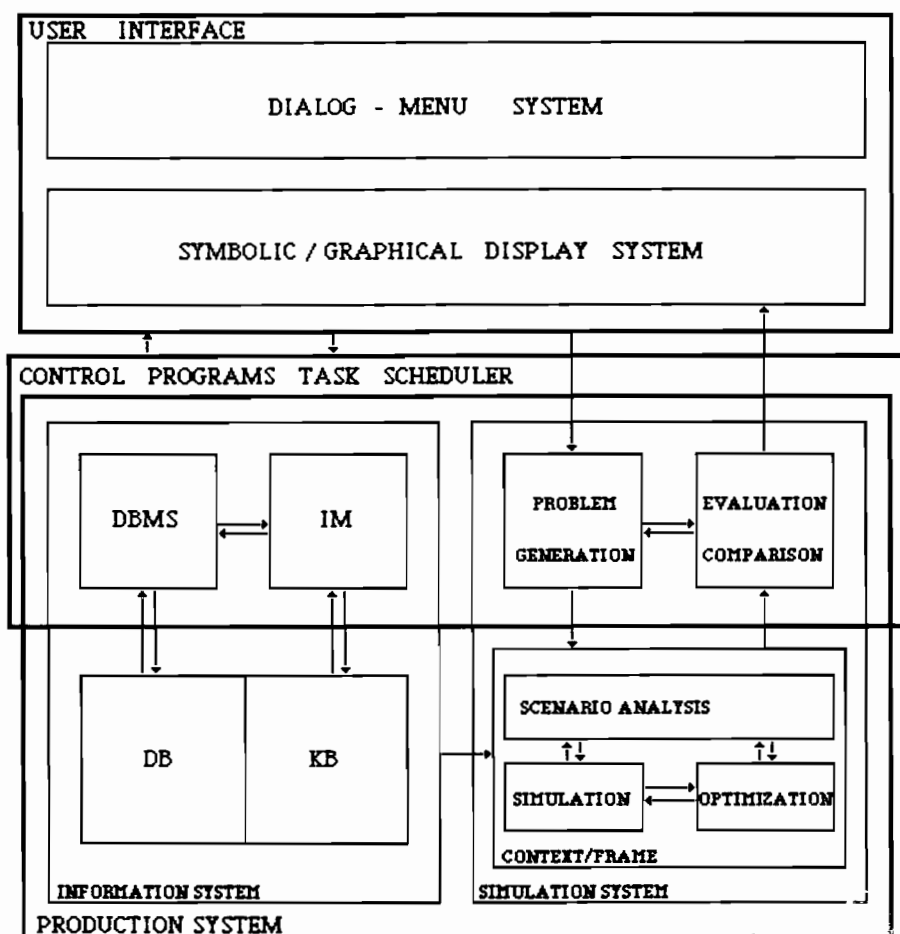 USER INTERFACE
DIALOG - MENU SYSTEM
SYMBOLIC / GRAPHICAL DISPLAY SYSTEM
CONTROL PROGRAMS TASK SCHEDULER
DBMS
IM
PROBLEM
GENERATION
EVALUATION
COMPARISON
DB
KB
SCENARIO ANALYSIS
SIMULATION
OPTIMIZATION
CONTEXT/FRAME
INFORMATION SYSTEM
SIMULATION SYSTEM
PRODUCTION SYSTEM